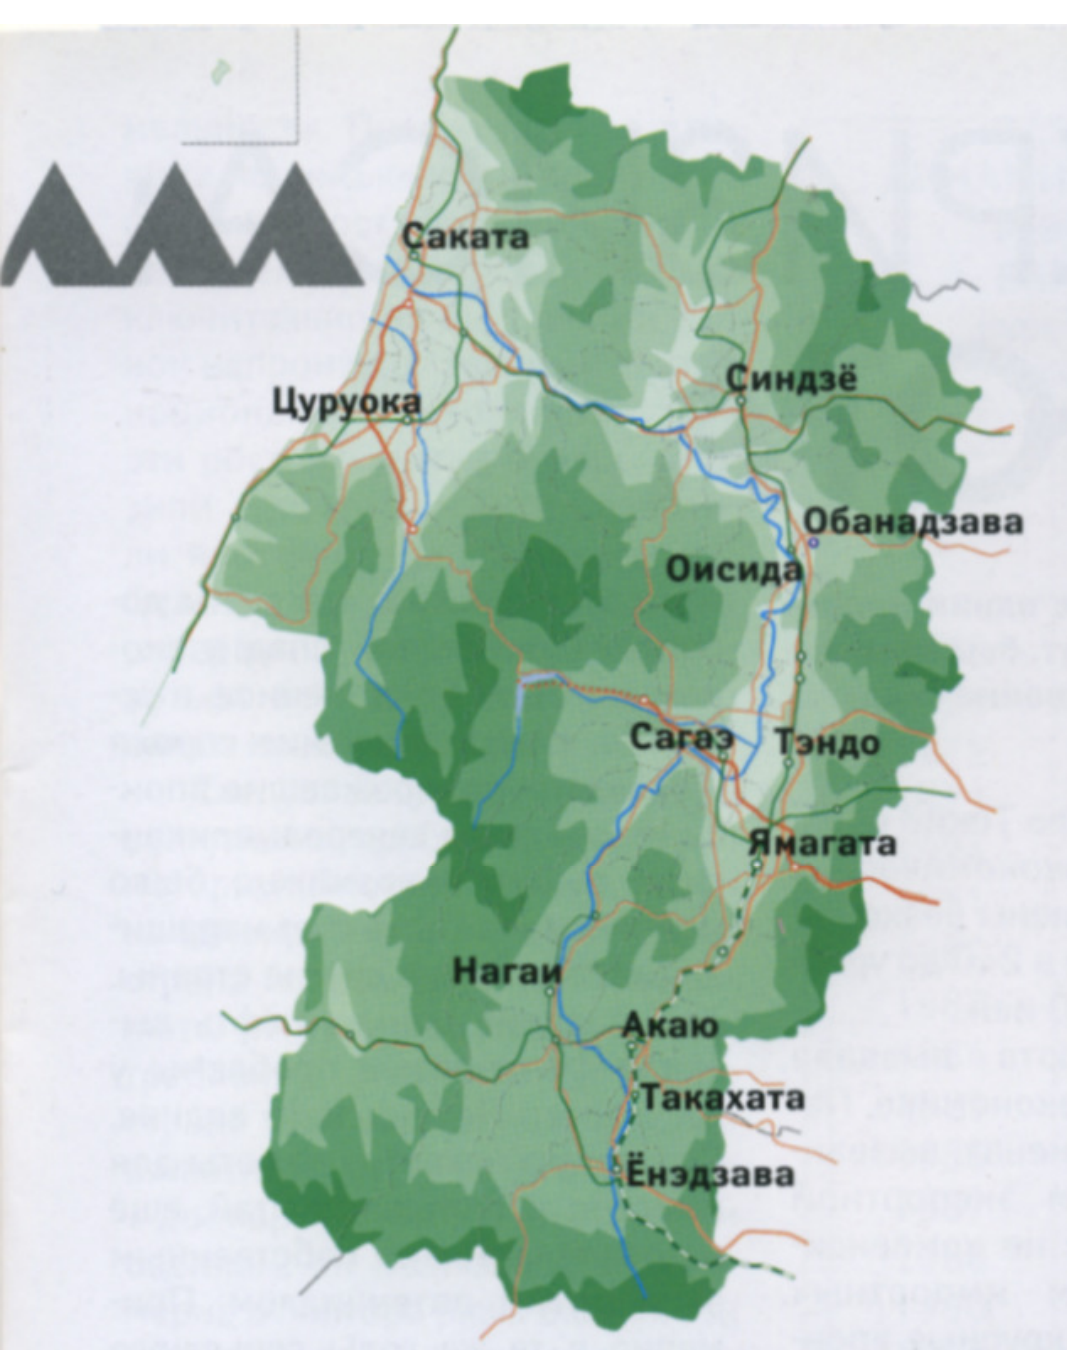 Саката
Синдзё
Цуруока
Обанадзава
Оисида
Сагаэ
Тэндо
Ямагата
Нагаи
Акаю
Такахата
Ёнэдзава